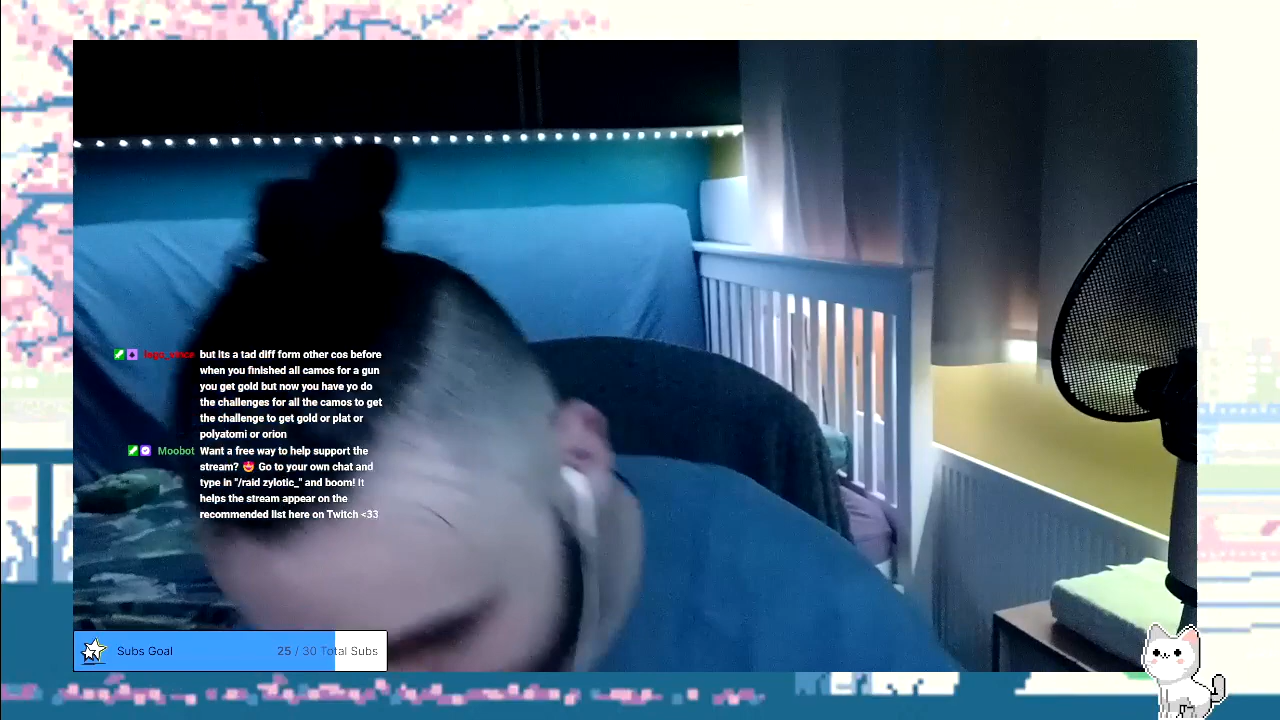 but its a tad diff form other cos before
when you finished all camos for a gun
you get gold but now you have yo do
the challenges for all the camos to get
the challenge to get gold or plat or
polyatomi or orion
Moobot Want a free way to help support the
stream? 😍 Go to your own chat and
type in "/raid zylotic_" and boom! It
helps the stream appear on the
recommended list here on Twitch <33
Subs Goal 25 / 30 Total Subs